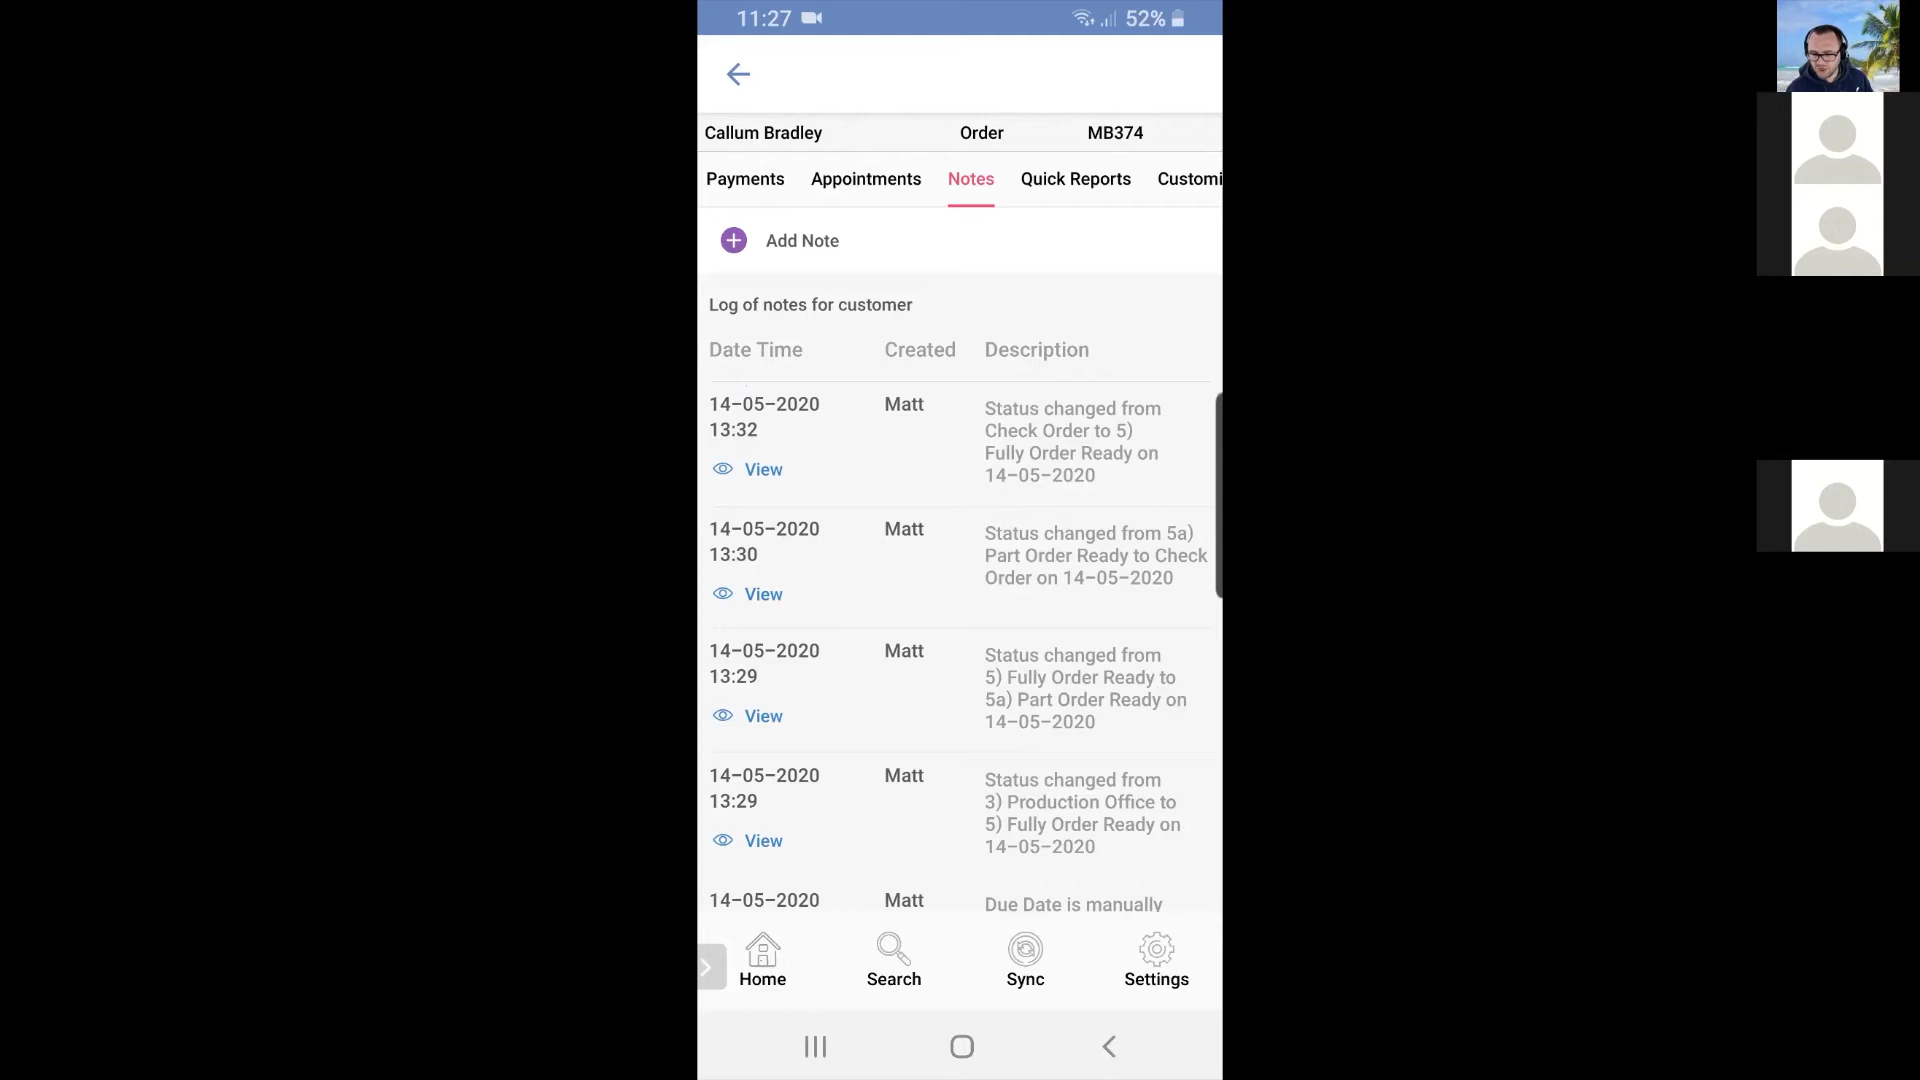 11:27 52%
Callum Bradley Order MB374
Payments Appointments Notes Quick Reports Customi
Add Note
Log of notes for customer
Date Time Created Description
14-05-2020 Matt Status changed from
13:32 Check Order to 5)
Fully Order Ready on
View 14-05-2020
14-05-2020 Matt Status changed from 5a)
13:30 Part Order Ready to Check
Order on 14-05-2020
View
14-05-2020 Matt Status changed from
13:29 5) Fully Order Ready to
5a) Part Order Ready on
View 14-05-2020
14-05-2020 Matt Status changed from
13:29 3) Production Office to
5) Fully Order Ready on
View 14-05-2020
14-05-2020 Matt Due Date is manually
Home Search Sync Settings